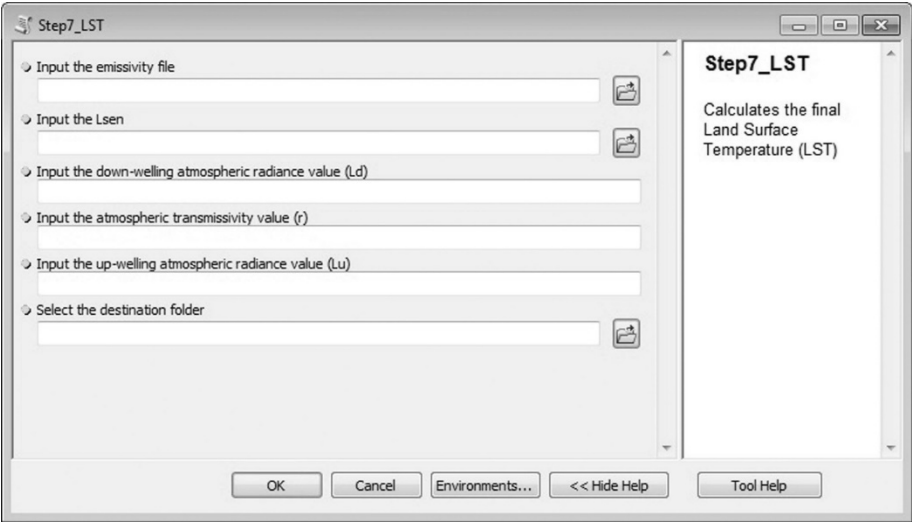 Step7_LST
Input the emissivity file
Input the Lsen
Input the down-welling atmospheric radiance value (Ld)
Input the atmospheric transmissivity value (r)
Input the up-welling atmospheric radiance value (Lu)
Select the destination folder
OK
Cancel
Environments...
<< Hide Help
Step7_LST
Calculates the final
Land Surface
Temperature (LST)
Tool Help